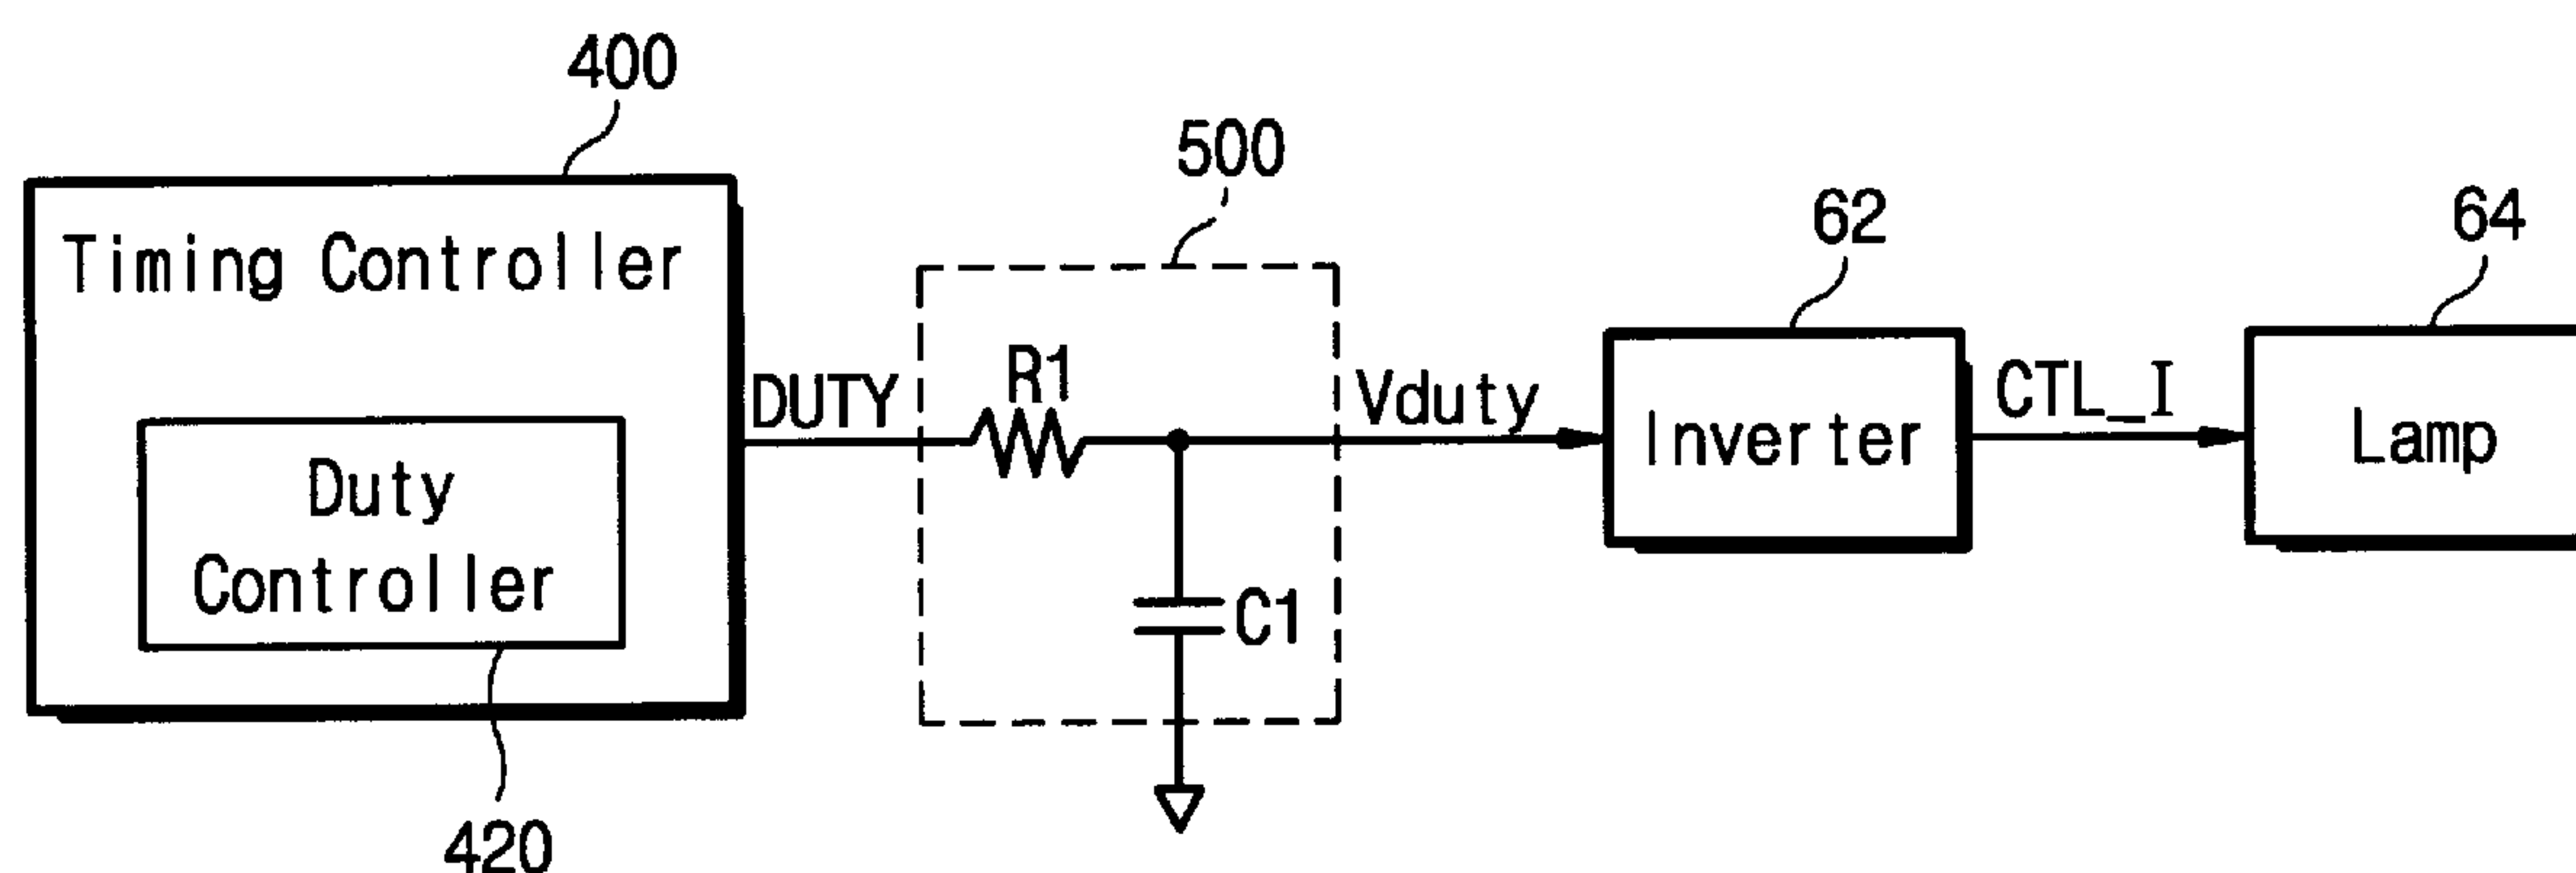 400
500
62
64
Timing Controller
DUTY
R1
Vduty
CTL_I
Inverter
Lamp
Duty
Controller
C1
420